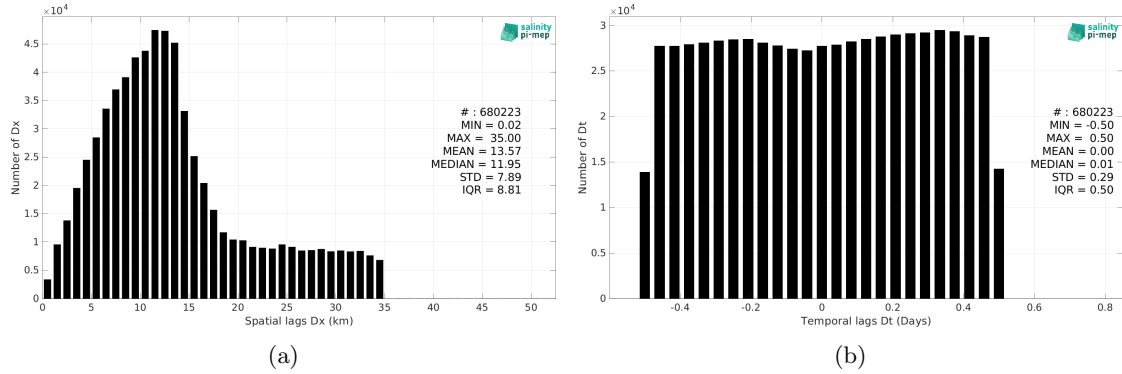 ×10⁴
5
4.5
4
3.5
3
2.5
2
1.5
1
0.5
0
Number of Dx
0 5 10 15 20 25 30 35 40 45 50
Spatial lags Dx (km)
salinity
pi-mep
# : 680223
MIN = 0.02
MAX = 35.00
MEAN = 13.57
MEDIAN = 11.95
STD = 7.89
IQR = 8.81
(a)
×10⁴
3
2.5
2
1.5
1
0.5
0
Number of Dt
-0.4 -0.2 0 0.2 0.4 0.6 0.8
Temporal lags Dt (Days)
salinity
pi-mep
# : 680223
MIN = -0.50
MAX = 0.50
MEAN = 0.00
MEDIAN = 0.01
STD = 0.29
IQR = 0.50
(b)